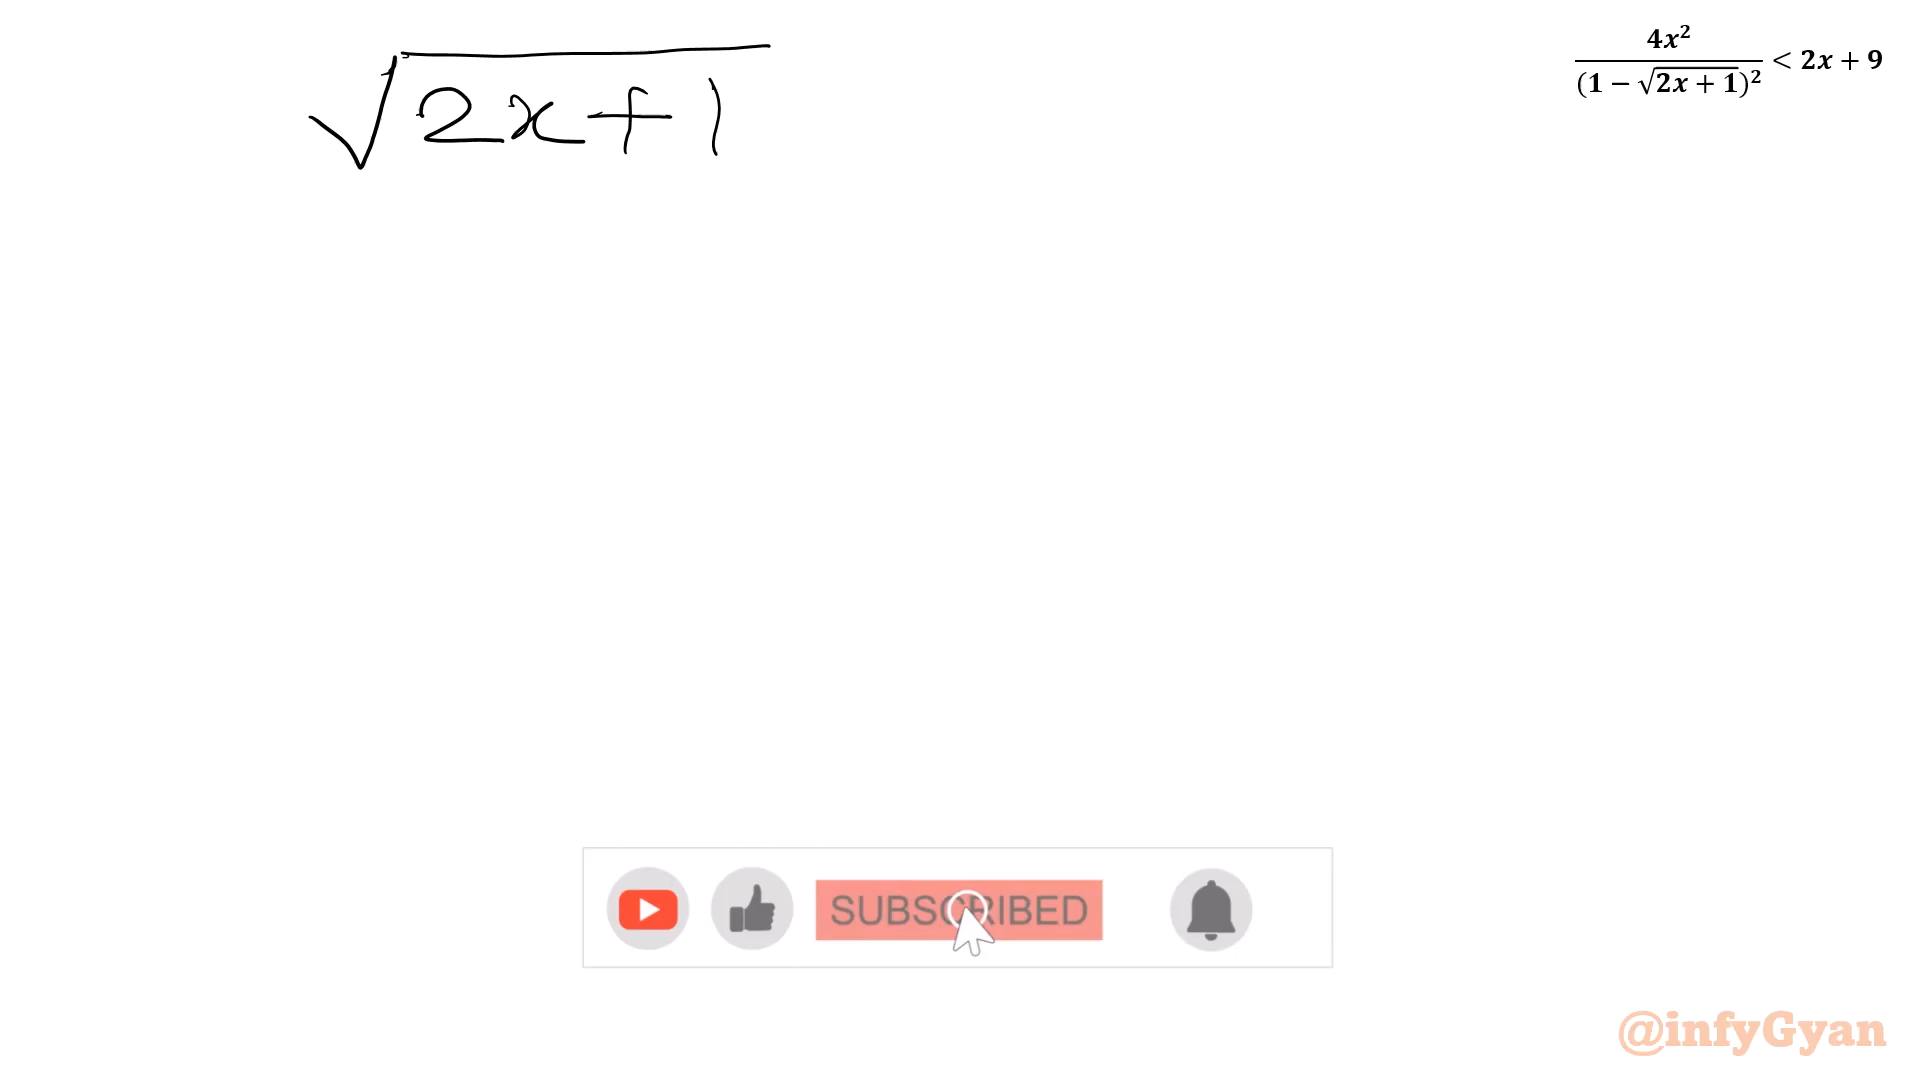 √(2x+1)
4x²/(1 − √(2x + 1))² < 2x + 9
SUBSCRIBED
@infyGyan